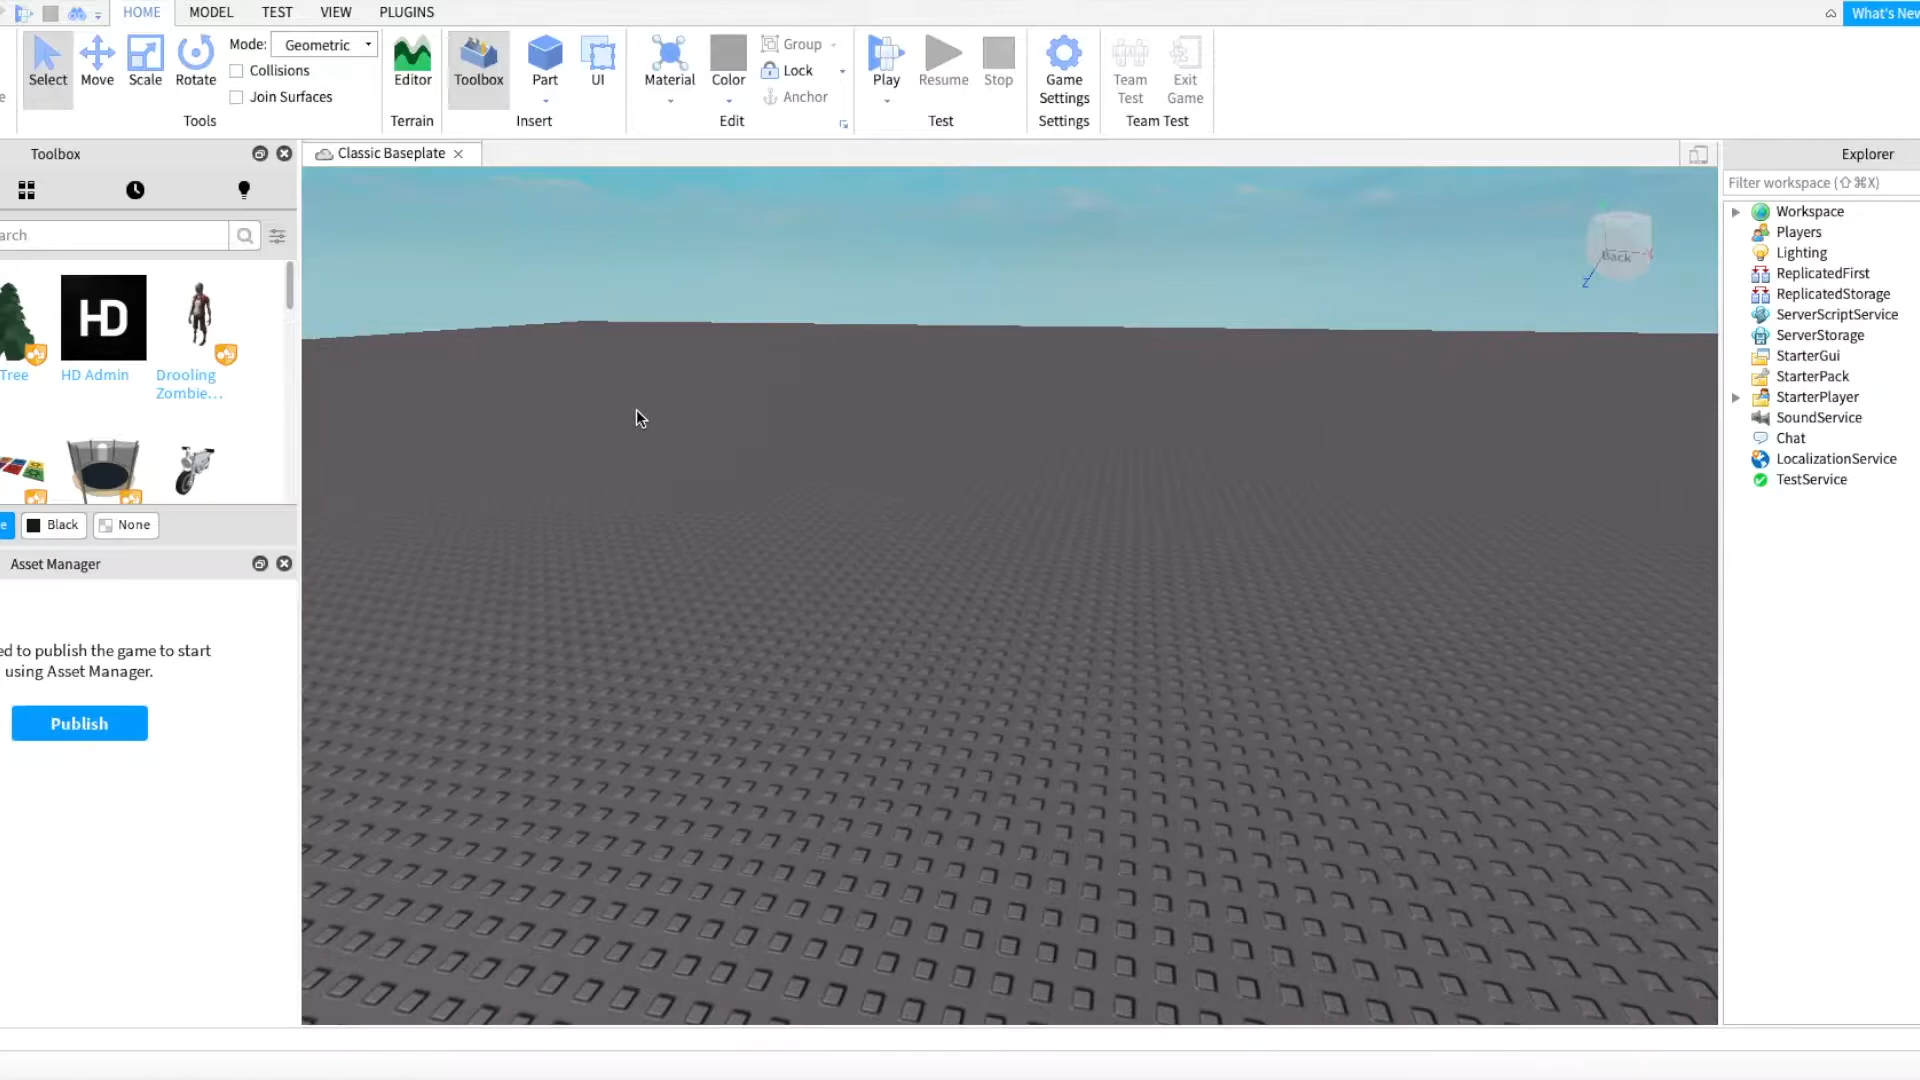 HOME MODEL TEST VIEW PLUGINS
What's New
Select Move Scale Rotate
Mode: Geometric
Collisions
Join Surfaces
Tools
Editor
Terrain
Toolbox Part UI
Insert
Material Color
Group
Lock
Anchor
Edit
Play Resume Stop
Test
Game
Settings
Settings
Team
Test
Exit
Game
Team Test
Toolbox
arch
Tree
HD
HD Admin
Drooling
Zombie...
e Black None
Asset Manager
ed to publish the game to start
using Asset Manager.
Publish
Classic Baseplate
Back
X
Z
Explorer
Filter workspace (⇧⌘X)
Workspace
Players
Lighting
ReplicatedFirst
ReplicatedStorage
ServerScriptService
ServerStorage
StarterGui
StarterPack
StarterPlayer
SoundService
Chat
LocalizationService
TestService